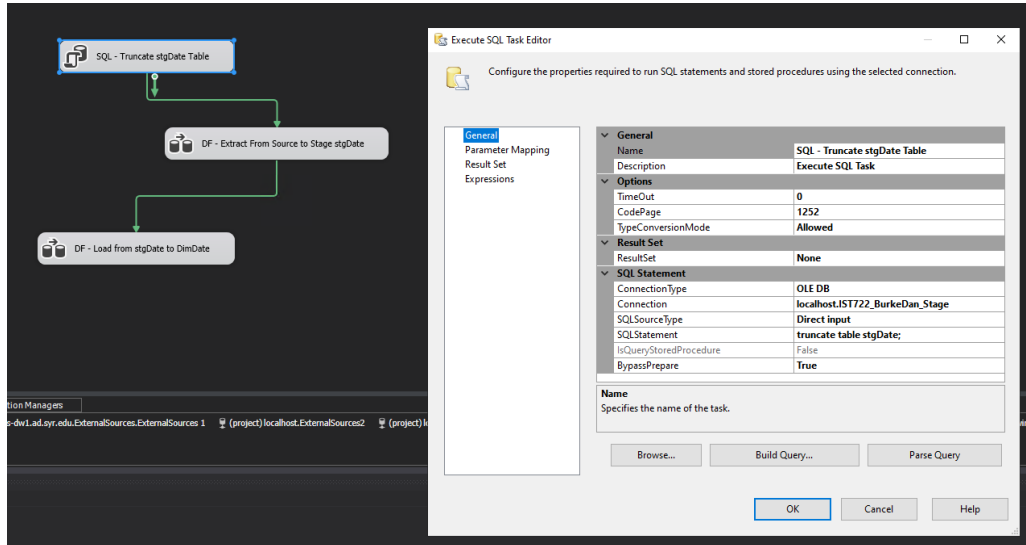 SQL - Truncate stgDate Table
DF - Extract From Source to Stage stgDate
DF - Load from stgDate to DimDate
tion Managers
s-dw1.ad.syr.edu.ExternalSources.ExternalSources 1 (project) localhost.ExternalSources2 (project) l
Execute SQL Task Editor
Configure the properties required to run SQL statements and stored procedures using the selected connection.
General
Parameter Mapping
Result Set
Expressions
General
Name SQL - Truncate stgDate Table
Description Execute SQL Task
Options
TimeOut 0
CodePage 1252
TypeConversionMode Allowed
Result Set
ResultSet None
SQL Statement
ConnectionType OLE DB
Connection localhost.IST722_BurkeDan_Stage
SQLSourceType Direct input
SQLStatement truncate table stgDate;
IsQueryStoredProcedure False
BypassPrepare True
Name
Specifies the name of the task.
Browse... Build Query... Parse Query
OK Cancel Help